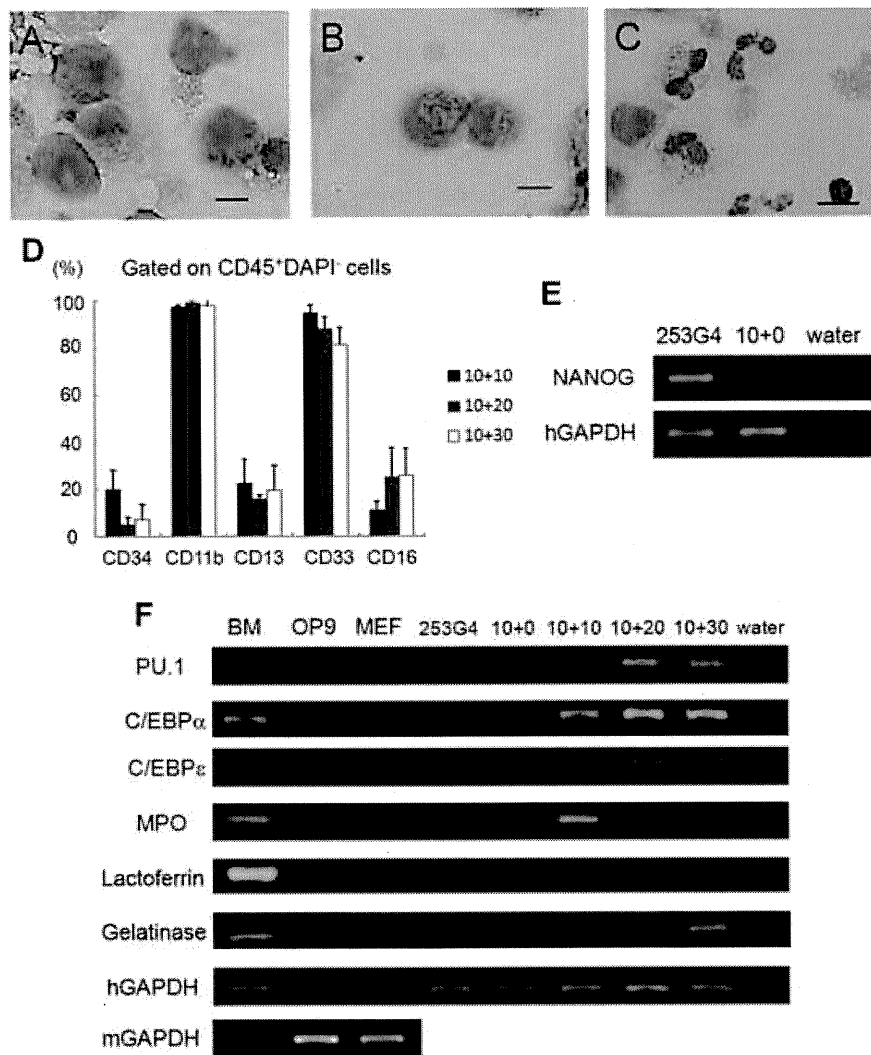 A
B
C
D
(%) Gated on CD45⁺DAPI⁻ cells
100
80
60
40
20
0
CD34 CD11b CD13 CD33 CD16
10+10
10+20
10+30
E
253G4 10+0 water
NANOG
hGAPDH
F
BM OP9 MEF 253G4 10+0 10+10 10+20 10+30 water
PU.1
C/EBPα
C/EBPε
MPO
Lactoferrin
Gelatinase
hGAPDH
mGAPDH